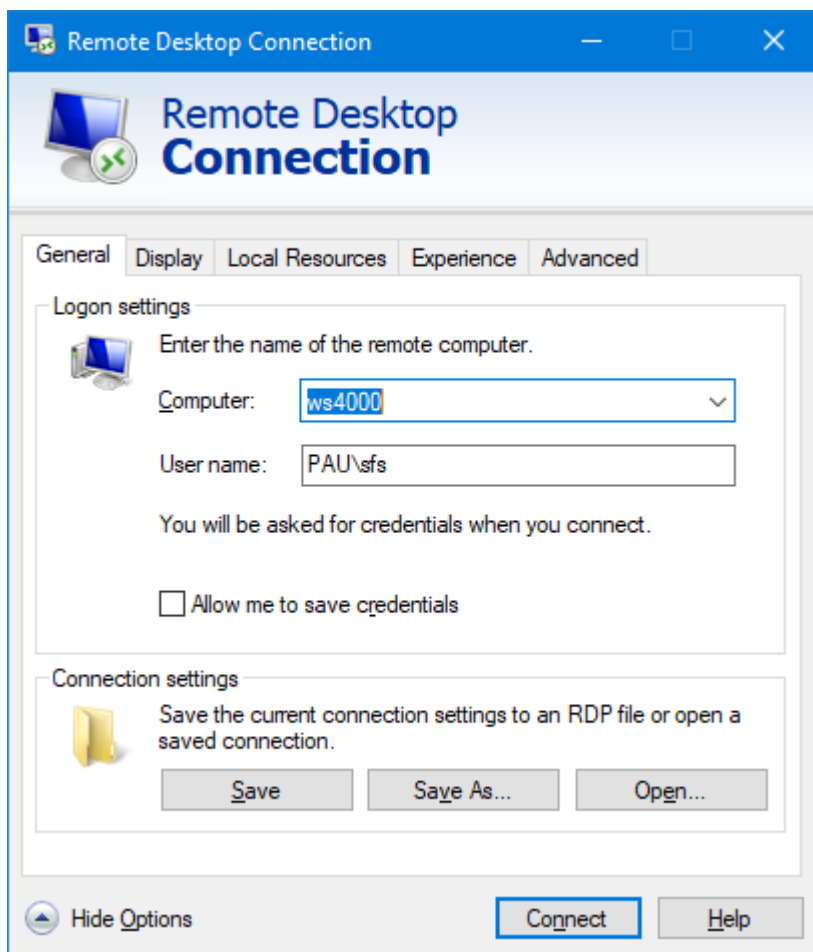 Remote Desktop Connection
Remote Desktop
Connection
General Display Local Resources Experience Advanced
Logon settings
Enter the name of the remote computer.
Computer: ws4000
User name: PAU\sfs
You will be asked for credentials when you connect.
Allow me to save credentials
Connection settings
Save the current connection settings to an RDP file or open a
saved connection.
Save Save As... Open...
Hide Options Connect Help